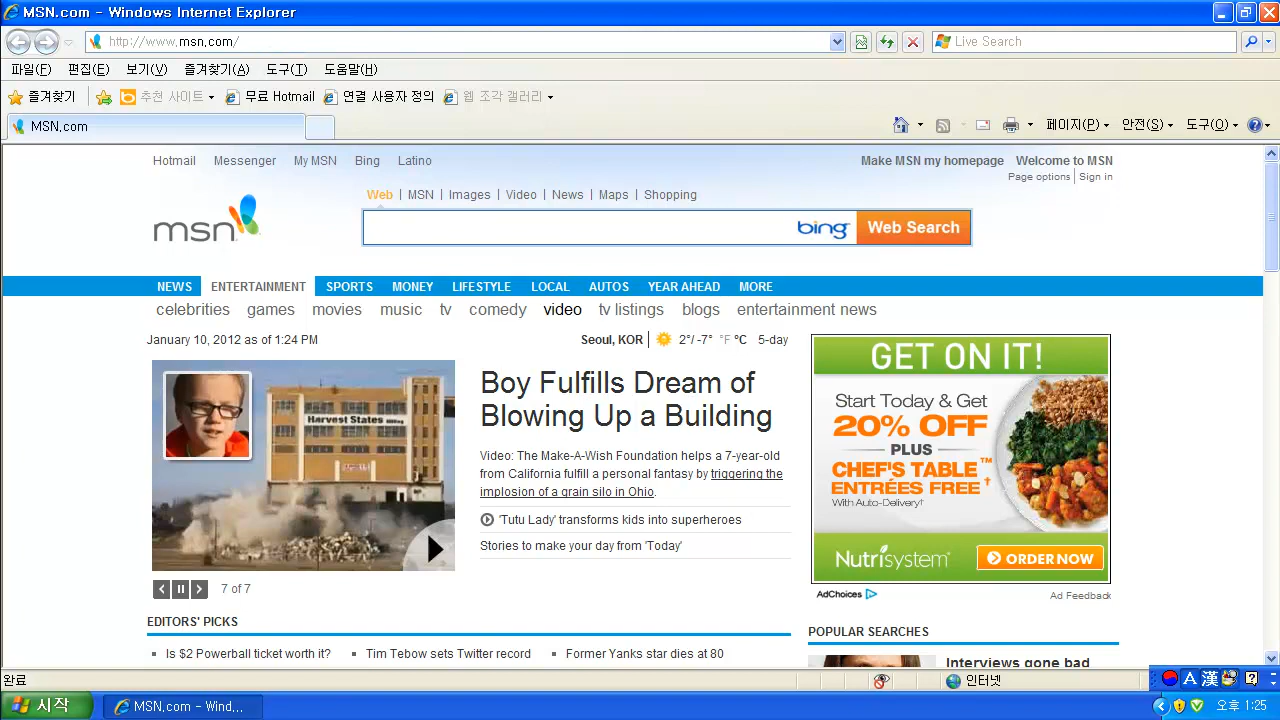 MSN.com - Windows Internet Explorer
http://www.msn.com/
Live Search
파일(F) 편집(E) 보기(V) 즐겨찾기(A) 도구(T) 도움말(H)
즐겨찾기 추천 사이트 무료 Hotmail 연결 사용자 정의 웹 조각 갤러리
MSN.com
페이지(P) 안전(S) 도구(O)
Hotmail Messenger My MSN Bing Latino
Make MSN my homepage Welcome to MSN
Page options | Sign in
Web | MSN | Images | Video | News | Maps | Shopping
msn
bing Web Search
NEWS ENTERTAINMENT SPORTS MONEY LIFESTYLE LOCAL AUTOS YEAR AHEAD MORE
celebrities games movies music tv comedy video tv listings blogs entertainment news
January 10, 2012 as of 1:24 PM
Seoul, KOR | 2°/ -7° °F °C 5-day
Harvest States
Boy Fulfills Dream of
Blowing Up a Building
Video: The Make-A-Wish Foundation helps a 7-year-old
from California fulfill a personal fantasy by triggering the
implosion of a grain silo in Ohio.
'Tutu Lady' transforms kids into superheroes
Stories to make your day from 'Today'
7 of 7
GET ON IT!
Start Today & Get
20% OFF
PLUS
CHEF'S TABLE™
ENTRÉES FREE†
With Auto-Delivery†
Nutrisystem®
ORDER NOW
AdChoices
Ad Feedback
EDITORS' PICKS
Is $2 Powerball ticket worth it? Tim Tebow sets Twitter record Former Yanks star dies at 80
POPULAR SEARCHES
Interviews gone bad
완료
인터넷
A 漢
시작
MSN.com - Wind...
오후 1:25